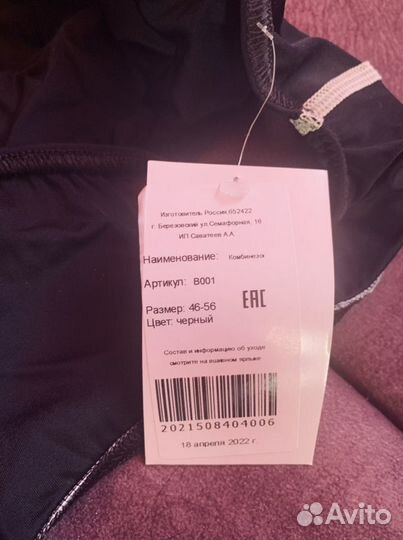 Изготовитель Россия,652422
г. Березовский ул.Семафорная, 16
ИП Саватеев А.А.
Наименование: Комбинезон
Артикул: B001
Размер: 46-56
Цвет: черный
EAC
Состав и информацию об уходе
смотрите на вшивном ярлыке
2021508404006
18 апреля 2022 г.
Avito